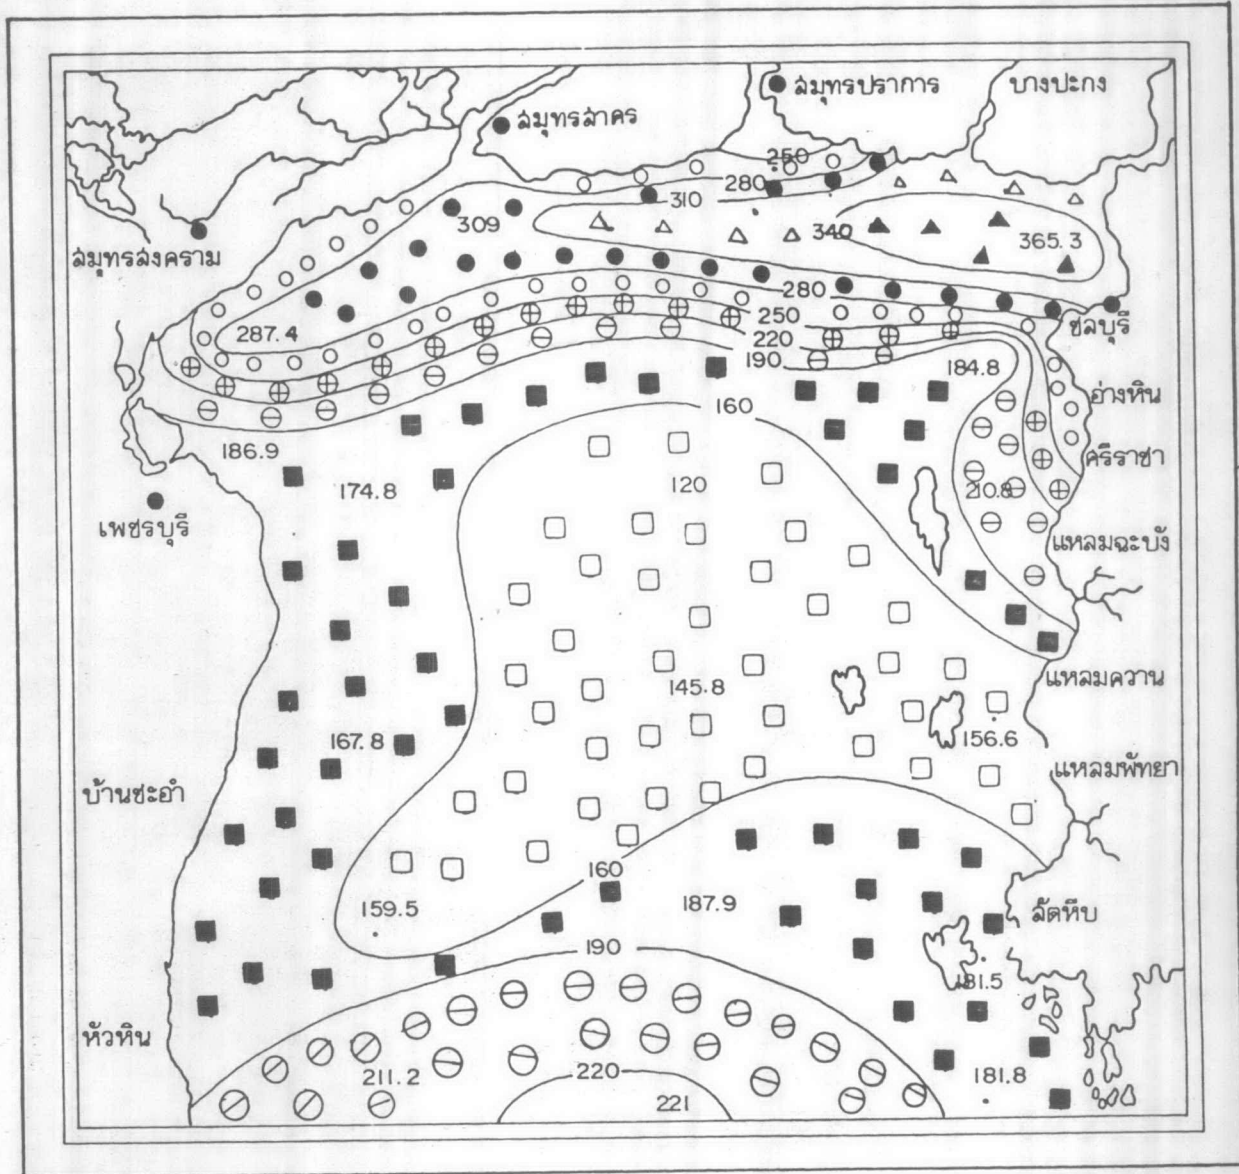 สมุทรปราการ
บางปะกง
สมุทรสาคร
250
280
310
309
340
365.3
สมุทรสงคราม
280
250
ชลบุรี
287.4
220
190
184.8
อ่างหิน
160
186.9
ศรีราชา
174.8
120
210.8
เพชรบุรี
แหลมฉะบัง
145.8
แหลมควาน
167.8
156.6
บ้านชะอำ
แหลมพัทยา
160
159.5
187.9
สัตหีบ
190
181.5
หัวหิน
211.2
220
221
181.8